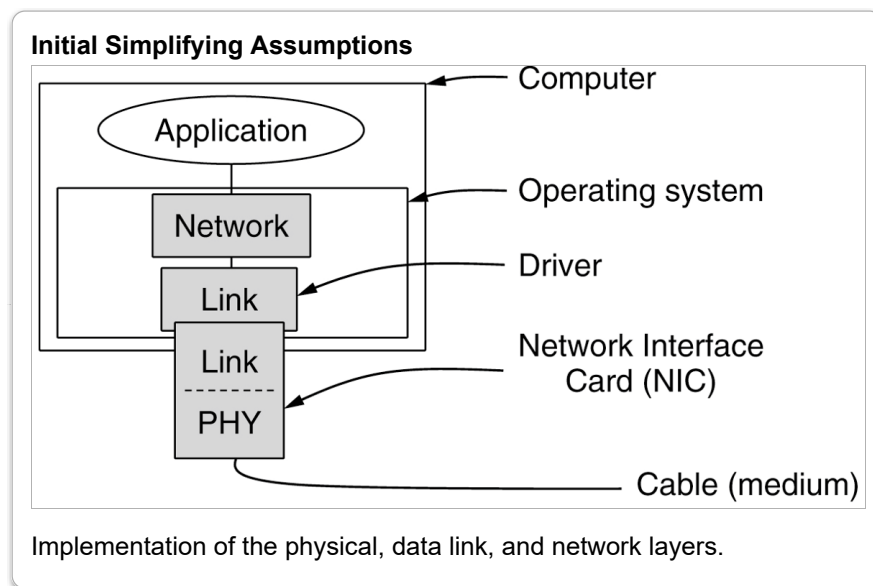 Initial Simplifying Assumptions
Computer
Application
Operating system
Network
Driver
Link
Network Interface
Card (NIC)
Link
PHY
Cable (medium)
Implementation of the physical, data link, and network layers.